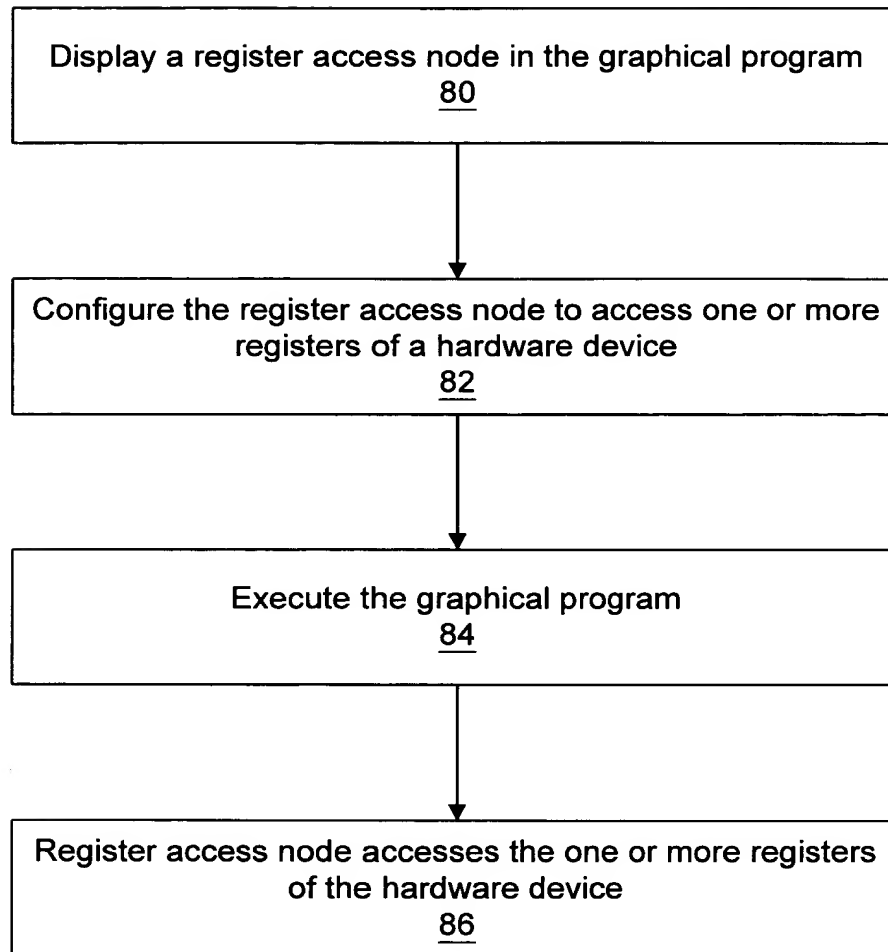 Display a register access node in the graphical program
80
Configure the register access node to access one or more
registers of a hardware device
82
Execute the graphical program
84
Register access node accesses the one or more registers
of the hardware device
86